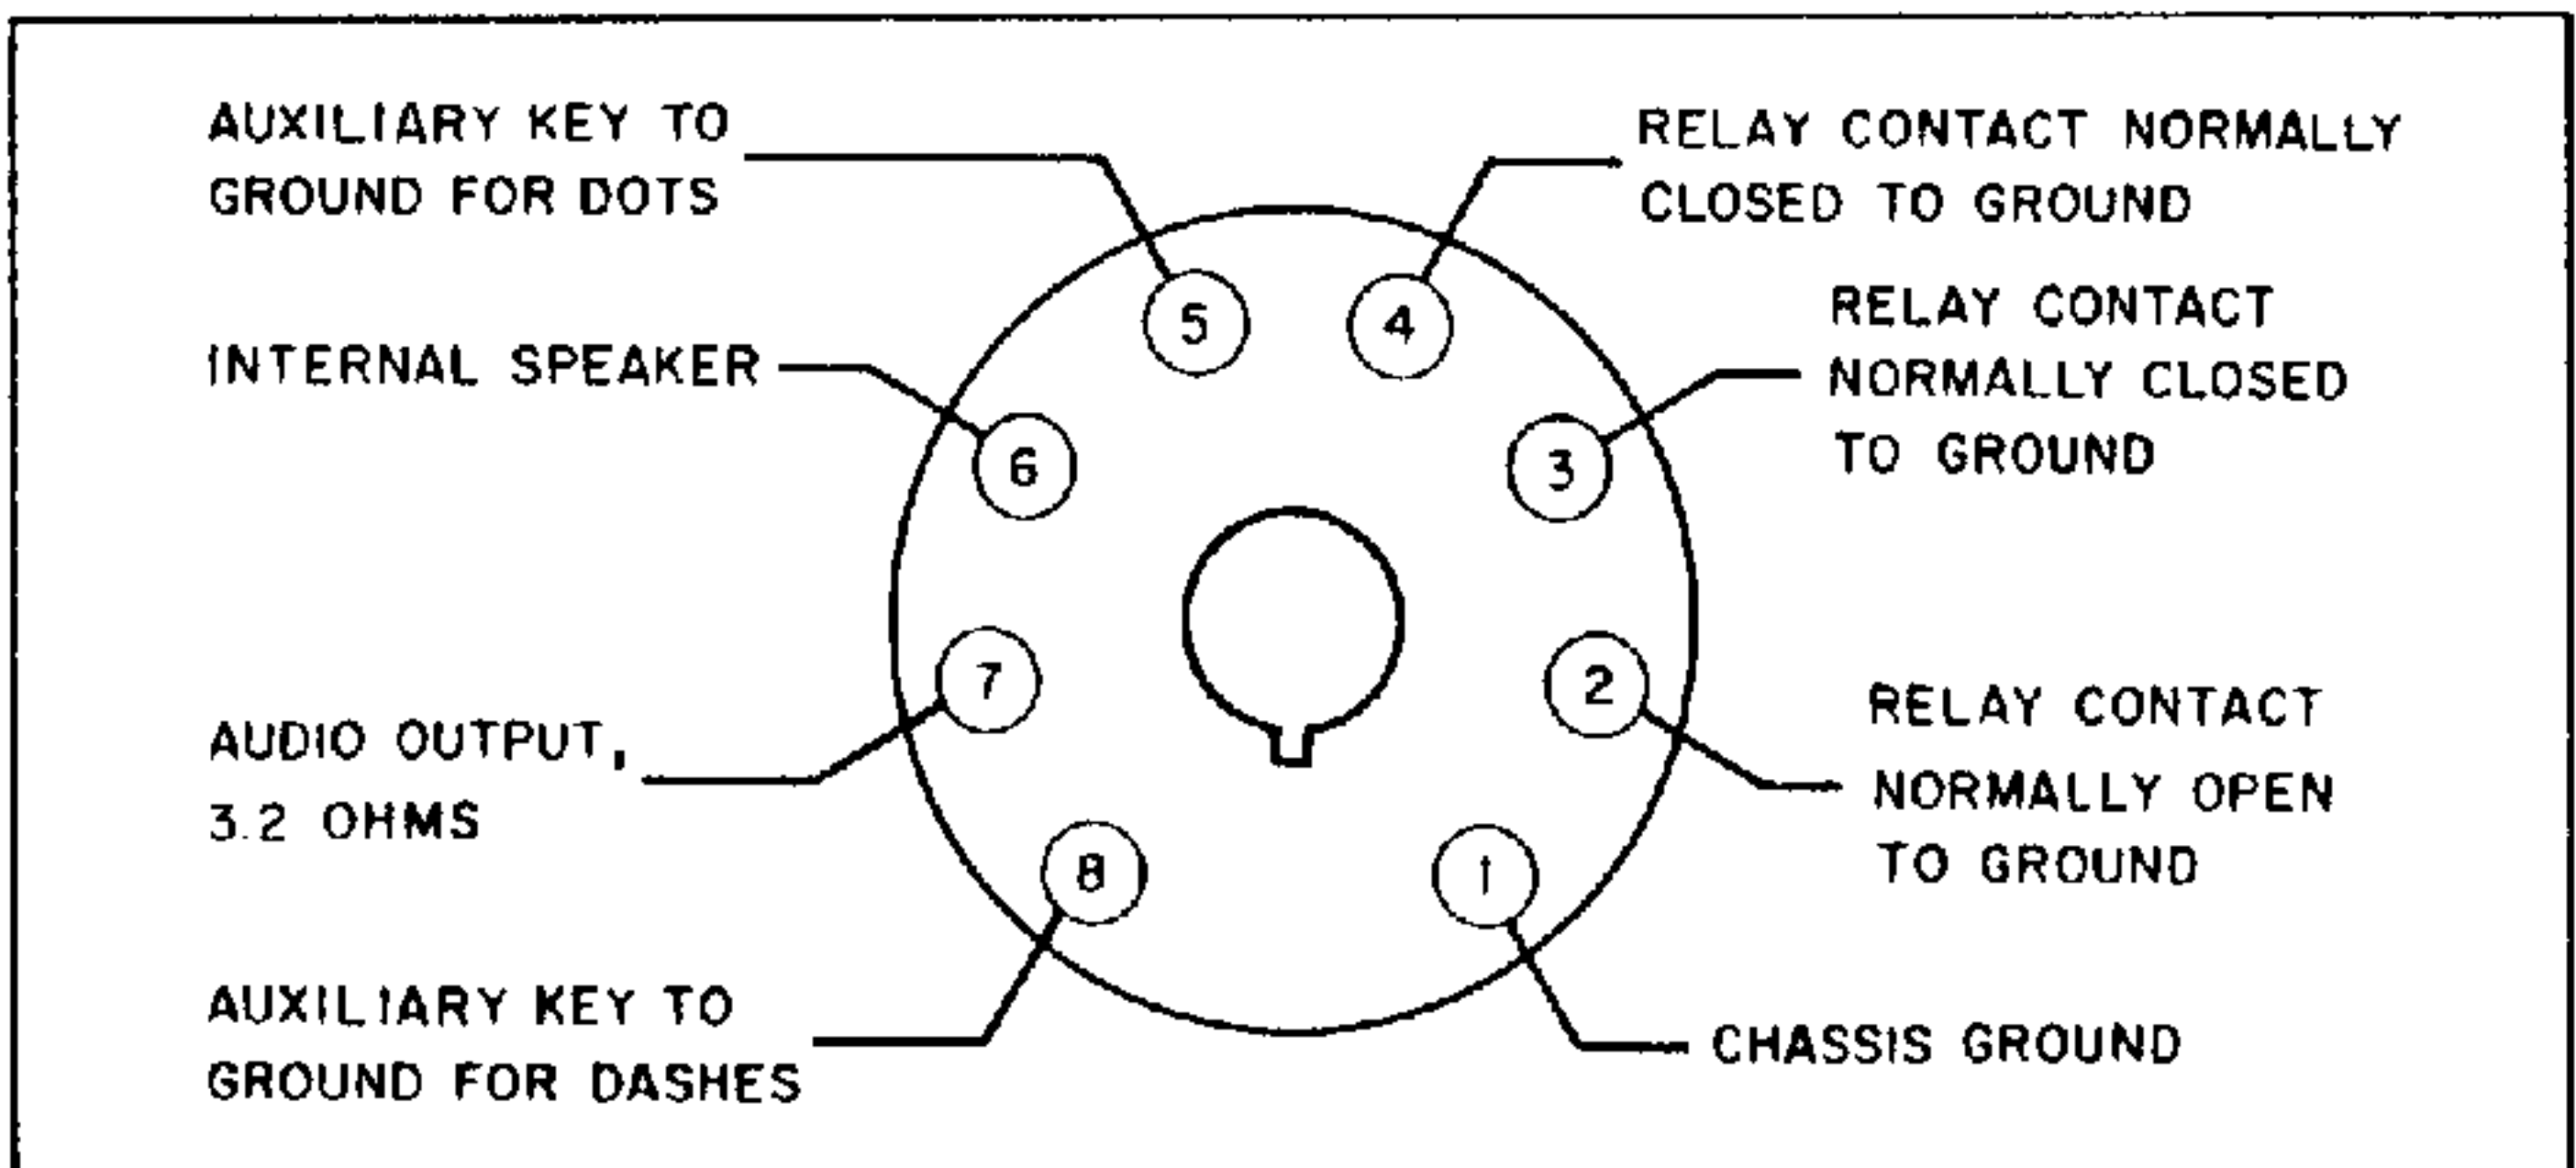 AUXILIARY KEY TO
GROUND FOR DOTS
RELAY CONTACT NORMALLY
CLOSED TO GROUND
5
4
INTERNAL SPEAKER
6
RELAY CONTACT
NORMALLY CLOSED
TO GROUND
3
AUDIO OUTPUT,
3.2 OHMS
7
2
RELAY CONTACT
NORMALLY OPEN
TO GROUND
8
1
AUXILIARY KEY TO
GROUND FOR DASHES
CHASSIS GROUND